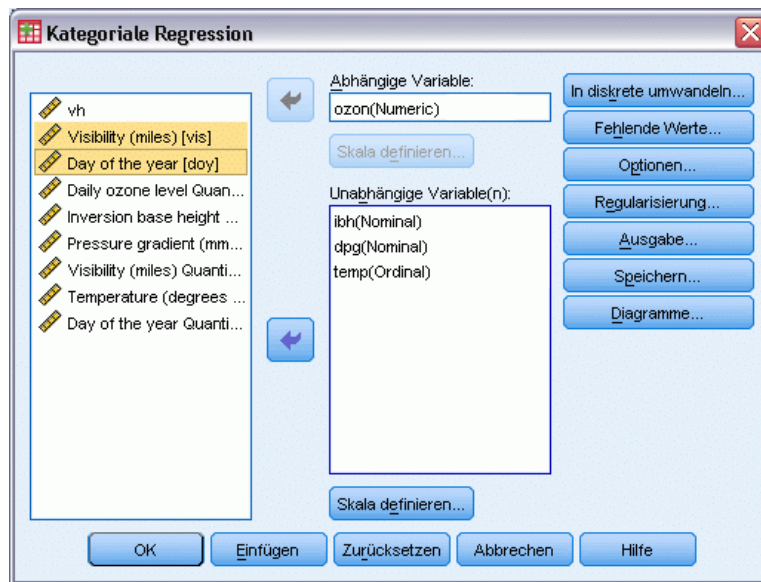 Kategoriale Regression
vh
Visibility (miles) [vis]
Day of the year [doy]
Daily ozone level Quan...
Inversion base height ...
Pressure gradient (mm...
Visibility (miles) Quanti...
Temperature (degrees ...
Day of the year Quanti...
Abhängige Variable:
ozon(Numeric)
Skala definieren...
Unabhängige Variable(n):
ibh(Nominal)
dpg(Nominal)
temp(Ordinal)
Skala definieren...
In diskrete umwandeln...
Fehlende Werte...
Optionen...
Regularisierung...
Ausgabe...
Speichern...
Diagramme...
OK
Einfügen
Zurücksetzen
Abbrechen
Hilfe